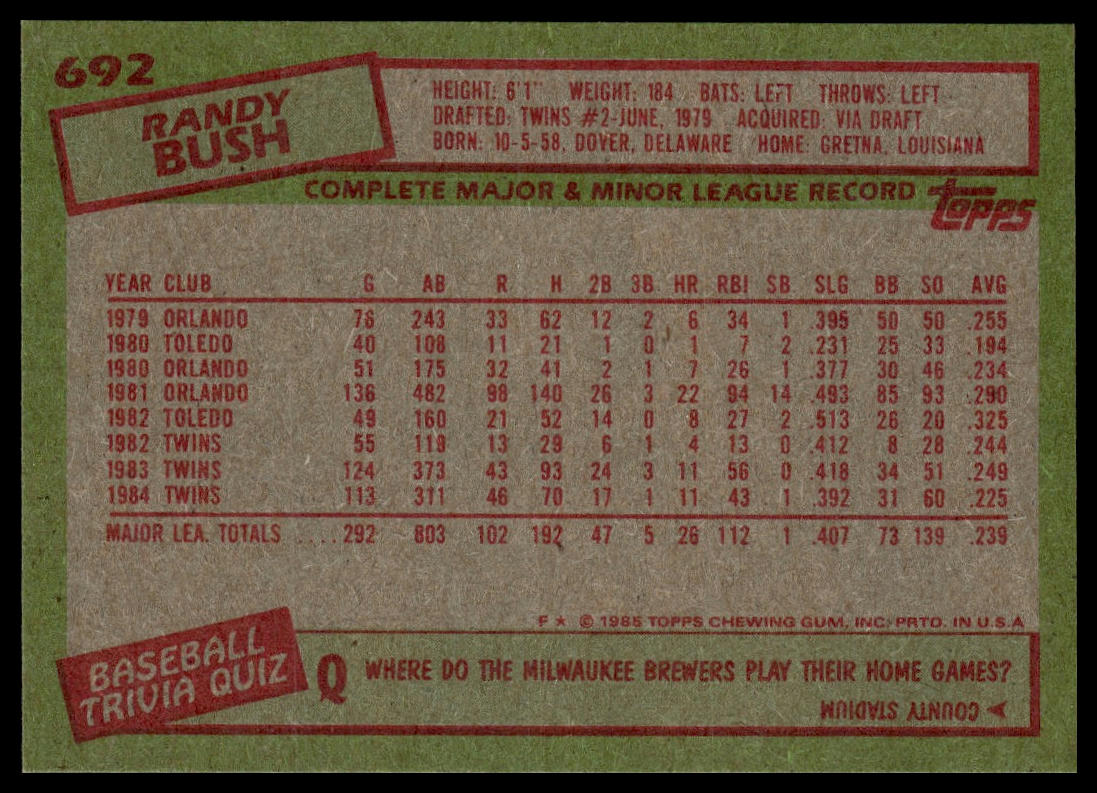 692
RANDY
BUSH
HEIGHT: 6'1" WEIGHT: 184 BATS: LEFT THROWS: LEFT
DRAFTED: TWINS #2-JUNE, 1979 ACQUIRED: VIA DRAFT
BORN: 10-5-58, DOVER, DELAWARE HOME: GRETNA, LOUISIANA
COMPLETE MAJOR & MINOR LEAGUE RECORD
topps
YEAR CLUB G AB R H 2B 3B HR RBI SB SLG BB SO AVG
1979 ORLANDO 76 243 33 62 12 2 6 34 1 .395 50 50 .255
1980 TOLEDO 40 108 11 21 1 0 1 7 2 .231 25 33 .194
1980 ORLANDO 51 175 32 41 2 1 7 26 1 .377 30 46 .234
1981 ORLANDO 136 482 98 140 26 3 22 94 14 .493 85 93 .290
1982 TOLEDO 49 160 21 52 14 0 8 27 2 .513 26 20 .325
1982 TWINS 55 119 13 29 6 1 4 13 0 .412 8 28 .244
1983 TWINS 124 373 43 93 24 3 11 56 0 .418 34 51 .249
1984 TWINS 113 311 46 70 17 1 11 43 1 .392 31 60 .225
MAJOR LEA. TOTALS ....292 803 102 192 47 5 26 112 1 .407 73 139 .239
F ★ © 1985 TOPPS CHEWING GUM, INC. PRTD. IN U.S.A
BASEBALL
TRIVIA QUIZ
Q WHERE DO THE MILWAUKEE BREWERS PLAY THEIR HOME GAMES?
A COUNTY STADIUM